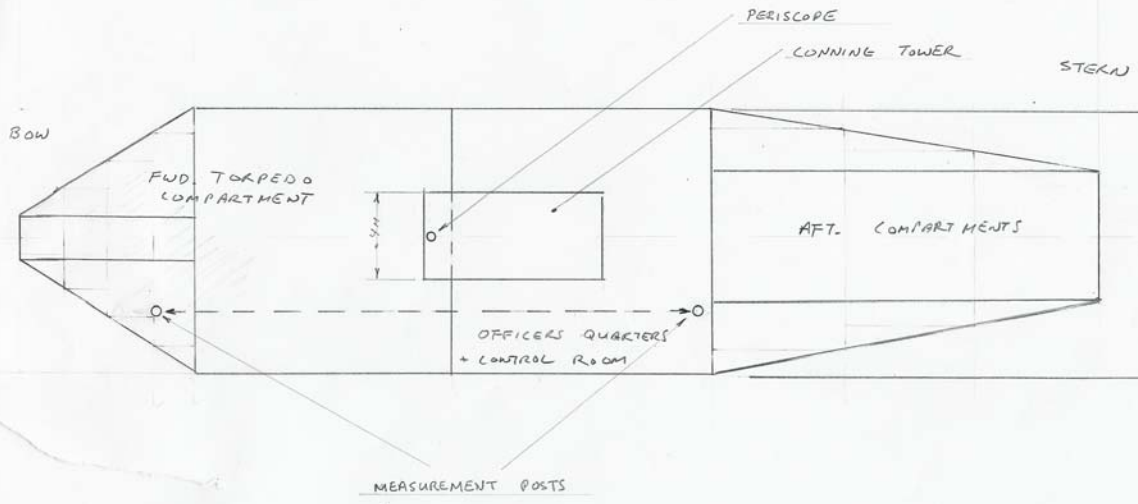 PERISCOPE
CONNING TOWER
STERN
BOW
FWD. TORPEDO
COMPARTMENT
4M
AFT. COMPARTMENTS
OFFICERS QUARTERS
+ CONTROL ROOM
MEASUREMENT POSTS